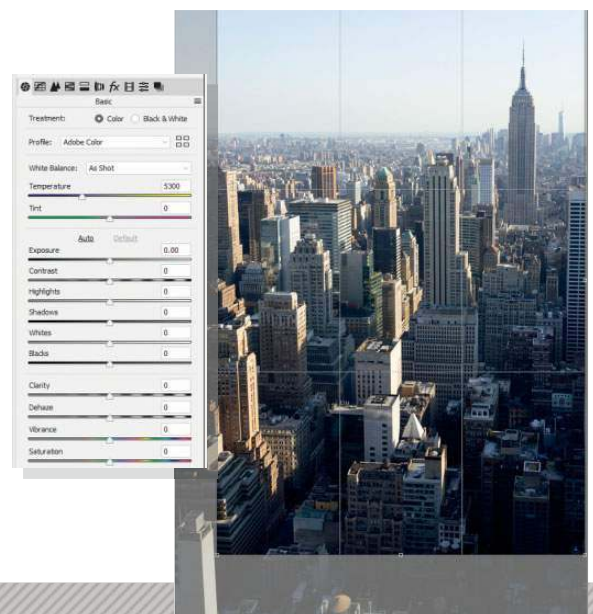 fx
Basic
Treatment: Color Black & White
Profile: Adobe Color
White Balance: As Shot
Temperature 5300
Tint 0
Auto Default
Exposure 0.00
Contrast 0
Highlights 0
Shadows 0
Whites 0
Blacks 0
Clarity 0
Dehaze 0
Vibrance 0
Saturation 0